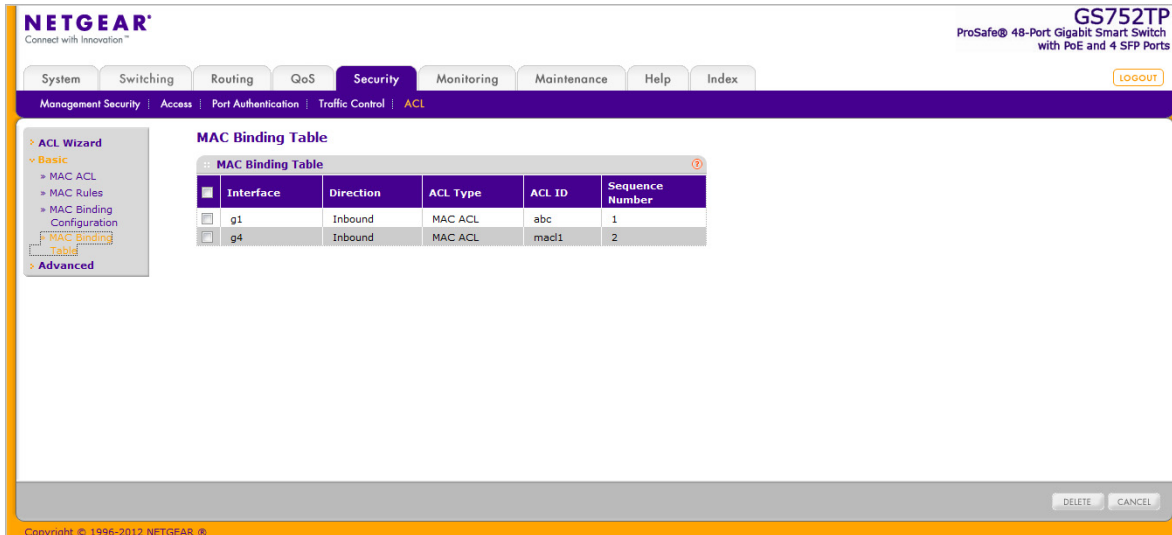 NETGEAR®
Connect with Innovation™
GS752TP
ProSafe® 48-Port Gigabit Smart Switch
with PoE and 4 SFP Ports
System Switching Routing QoS Security Monitoring Maintenance Help Index LOGOUT
Management Security | Access | Port Authentication | Traffic Control | ACL
ACL Wizard
Basic
» MAC ACL
» MAC Rules
» MAC Binding
Configuration
» MAC Binding
Table
Advanced
MAC Binding Table
MAC Binding Table ?
Interface Direction ACL Type ACL ID Sequence
Number
g1 Inbound MAC ACL abc 1
g4 Inbound MAC ACL macl1 2
DELETE CANCEL
Copyright © 1996-2012 NETGEAR ®